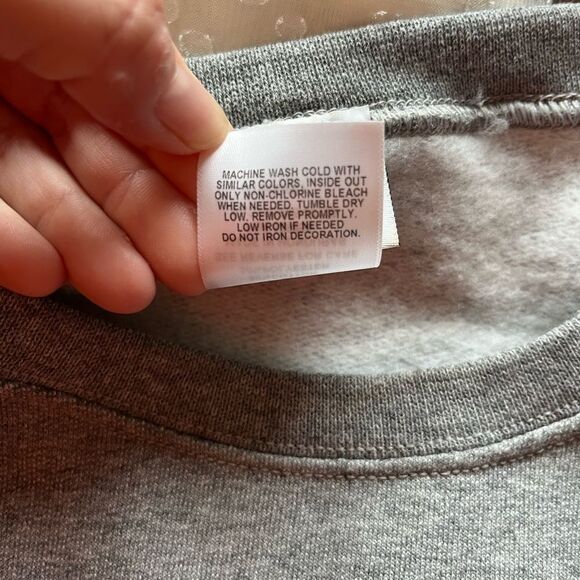 MACHINE WASH COLD WITH
SIMILAR COLORS, INSIDE OUT
ONLY NON-CHLORINE BLEACH
WHEN NEEDED. TUMBLE DRY
LOW. REMOVE PROMPTLY.
LOW IRON IF NEEDED
DO NOT IRON DECORATION.